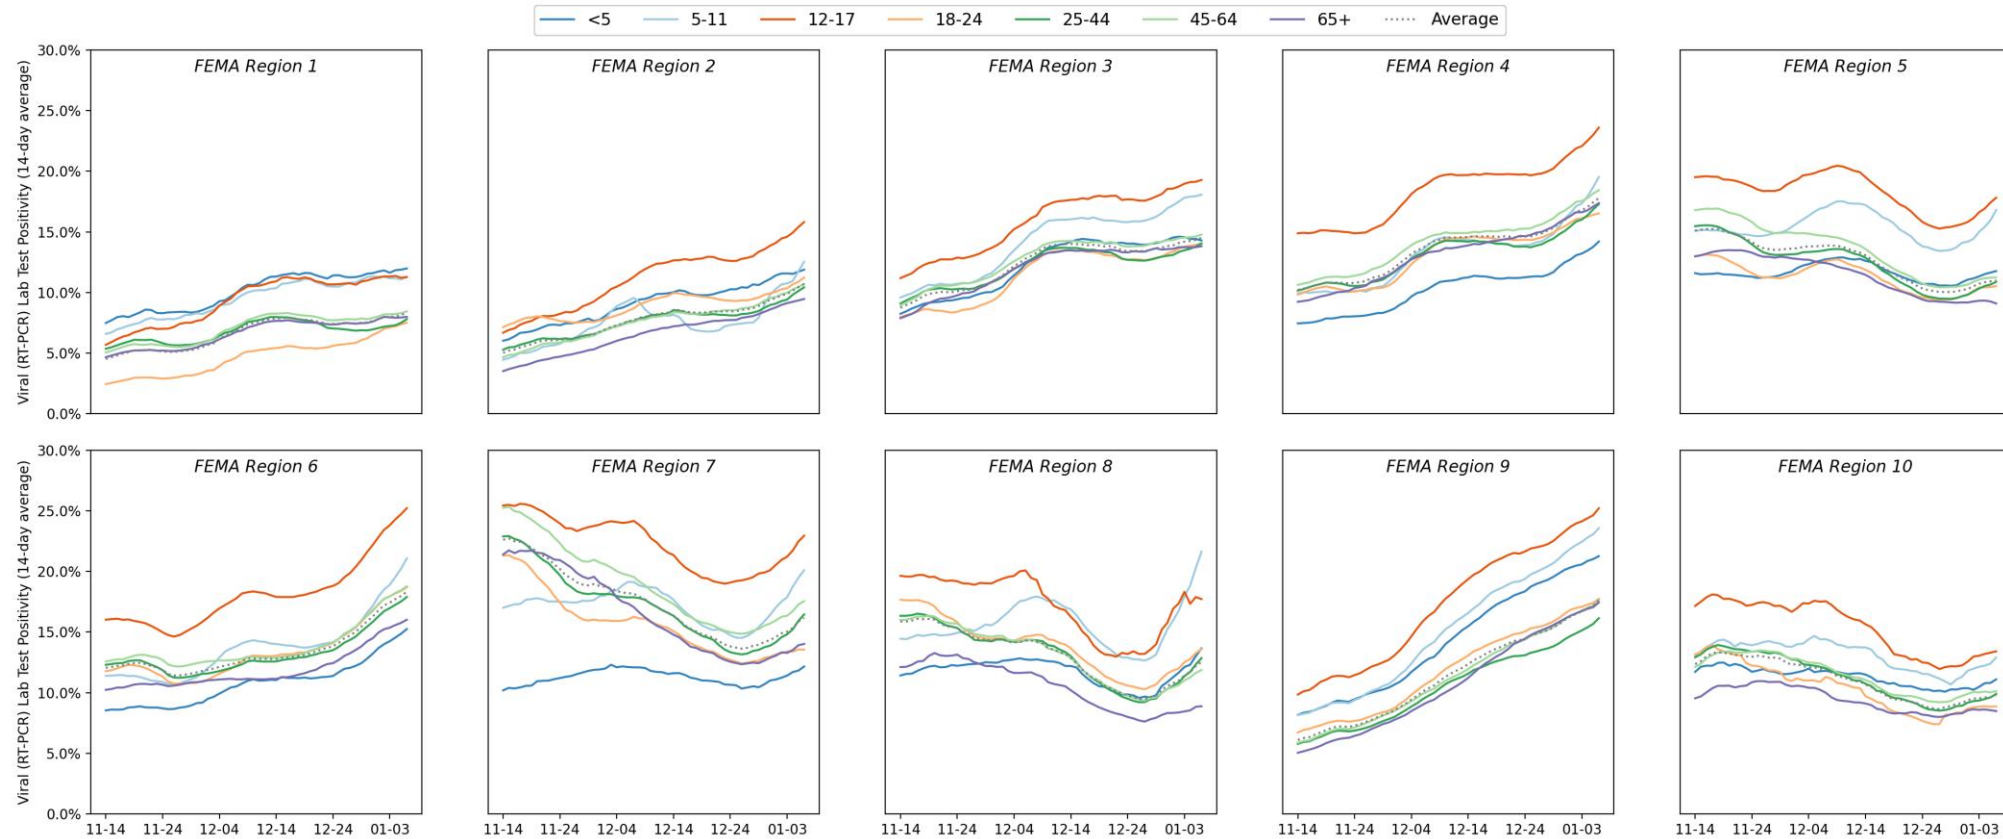 <5 5-11 12-17 18-24 25-44 45-64 65+ Average
Viral (RT-PCR) Lab Test Positivity (14-day average)
30.0%
25.0%
20.0%
15.0%
10.0%
5.0%
0.0%
FEMA Region 1
FEMA Region 2
FEMA Region 3
FEMA Region 4
FEMA Region 5
Viral (RT-PCR) Lab Test Positivity (14-day average)
30.0%
25.0%
20.0%
15.0%
10.0%
5.0%
0.0%
FEMA Region 6
11-14 11-24 12-04 12-14 12-24 01-03
FEMA Region 7
11-14 11-24 12-04 12-14 12-24 01-03
FEMA Region 8
11-14 11-24 12-04 12-14 12-24 01-03
FEMA Region 9
11-14 11-24 12-04 12-14 12-24 01-03
FEMA Region 10
11-14 11-24 12-04 12-14 12-24 01-03